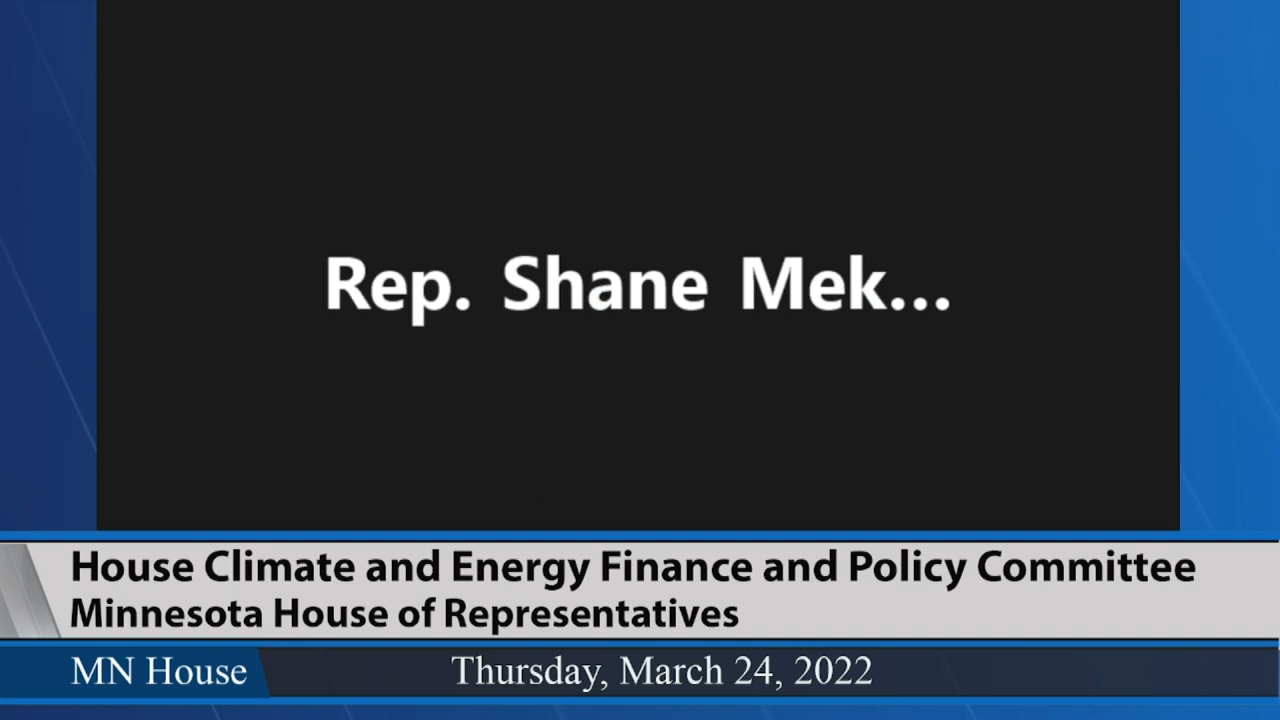 Rep. Shane Mek...
House Climate and Energy Finance and Policy Committee
Minnesota House of Representatives
MN House Thursday, March 24, 2022